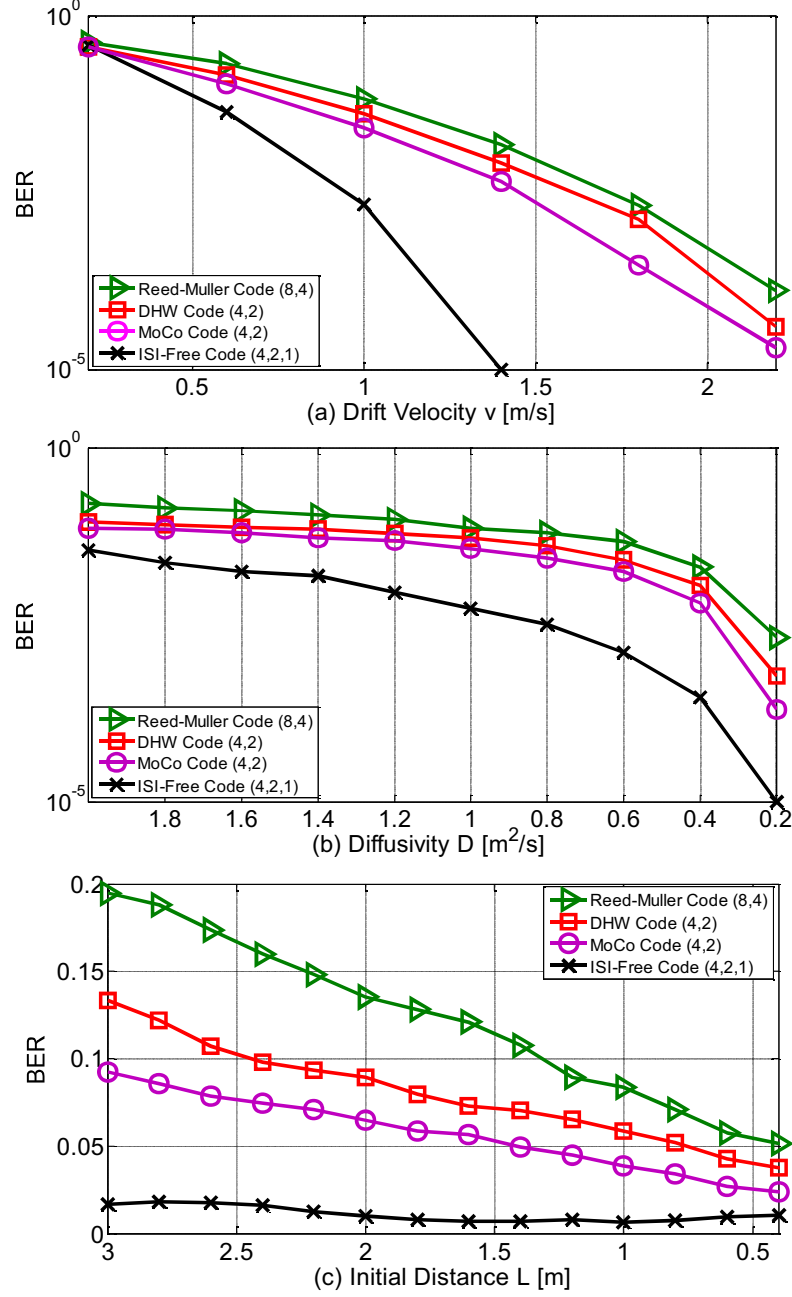 10^0
BER
Reed-Muller Code (8,4)
DHW Code (4,2)
MoCo Code (4,2)
ISI-Free Code (4,2,1)
10^-5
0.5 1 1.5 2
(a) Drift Velocity v [m/s]
10^0
BER
Reed-Muller Code (8,4)
DHW Code (4,2)
MoCo Code (4,2)
ISI-Free Code (4,2,1)
10^-5
1.8 1.6 1.4 1.2 1 0.8 0.6 0.4 0.2
(b) Diffusivity D [m^2/s]
0.2
Reed-Muller Code (8,4)
DHW Code (4,2)
MoCo Code (4,2)
ISI-Free Code (4,2,1)
0.15
0.1
BER
0.05
0
3 2.5 2 1.5 1 0.5
(c) Initial Distance L [m]